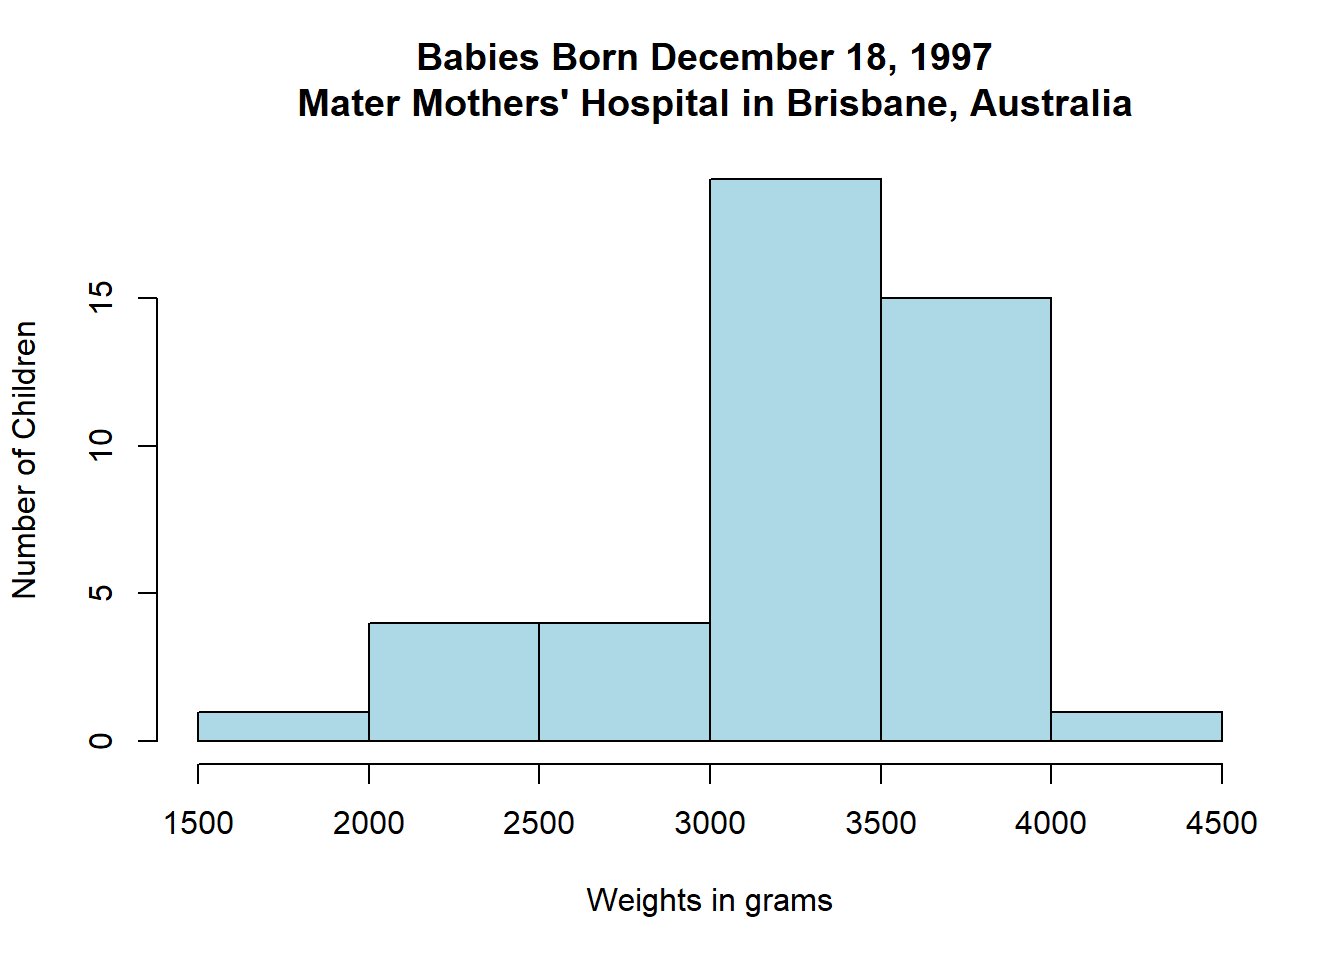 Babies Born December 18, 1997
Mater Mothers' Hospital in Brisbane, Australia
Number of Children
15
10
5
0
1500 2000 2500 3000 3500 4000 4500
Weights in grams